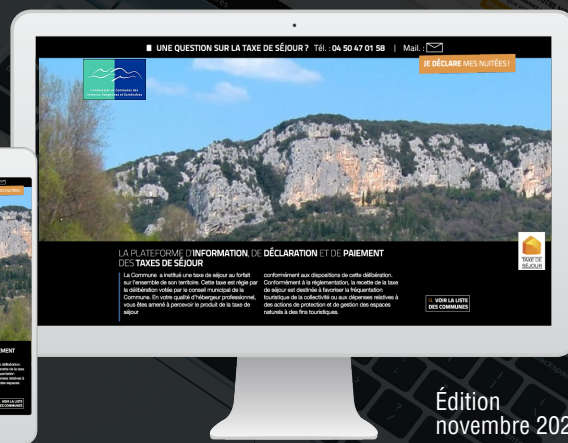 UNE QUESTION SUR LA TAXE DE SÉJOUR ? Tél. : 04 50 47 01 58 | Mail. :
JE DÉCLARE MES NUITÉES !
LA PLATEFORME D'INFORMATION, DE DÉCLARATION ET DE PAIEMENT
DES TAXES DE SÉJOUR
La Commune a institué une taxe de séjour au forfait
sur l'ensemble de son territoire. Cette taxe est régie par
la délibération votée par le conseil municipal de la
Commune. En votre qualité d'hébergeur professionnel,
vous êtes amené à percevoir le produit de la taxe de
séjour
conformément aux dispositions de cette délibération.
Conformément à la réglementation, la recette de la taxe
de séjour est destinée à favoriser la fréquentation
touristique de la collectivité ou aux dépenses relatives à
des actions de protection et de gestion des espaces
naturels à des fins touristiques.
TAXE DE
SÉJOUR
VOIR LA LISTE
DES COMMUNES
VOIR LA LISTE
DES COMMUNES
Édition
novembre 202